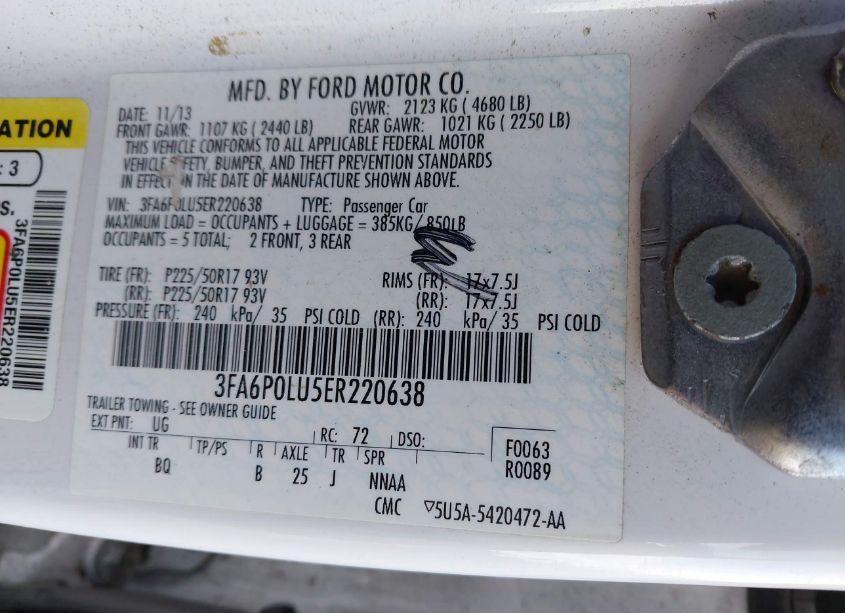 ATION
: 3
S.
3FA6P0LU5ER220638
MFD. BY FORD MOTOR CO.
DATE: 11/13 GVWR: 2123 KG ( 4680 LB)
FRONT GAWR: 1107 KG ( 2440 LB) REAR GAWR: 1021 KG ( 2250 LB)
THIS VEHICLE CONFORMS TO ALL APPLICABLE FEDERAL MOTOR
VEHICLE SAFETY, BUMPER, AND THEFT PREVENTION STANDARDS
IN EFFECT ON THE DATE OF MANUFACTURE SHOWN ABOVE.
VIN: 3FA6P0LU5ER220638 TYPE: Passenger Car
MAXIMUM LOAD = OCCUPANTS + LUGGAGE = 385KG/ 850LB
OCCUPANTS = 5 TOTAL; 2 FRONT, 3 REAR
TIRE (FR): P225/50R17 93V RIMS (FR): 17x7.5J
(RR): P225/50R17 93V (RR): 17x7.5J
PRESSURE (FR): 240 kPa/ 35 PSI COLD (RR): 240 kPa/ 35 PSI COLD
3FA6P0LU5ER220638
TRAILER TOWING - SEE OWNER GUIDE
EXT PNT: UG RC: 72 DSO: F0063
INT TR TP/PS R AXLE TR SPR R0089
BQ B 25 J NNAA
CMC ▽5U5A-5420472-AA